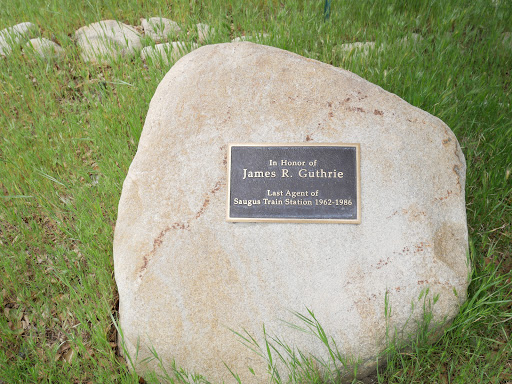 In Honor of
James R. Guthrie
Last Agent of
Saugus Train Station 1962-1986